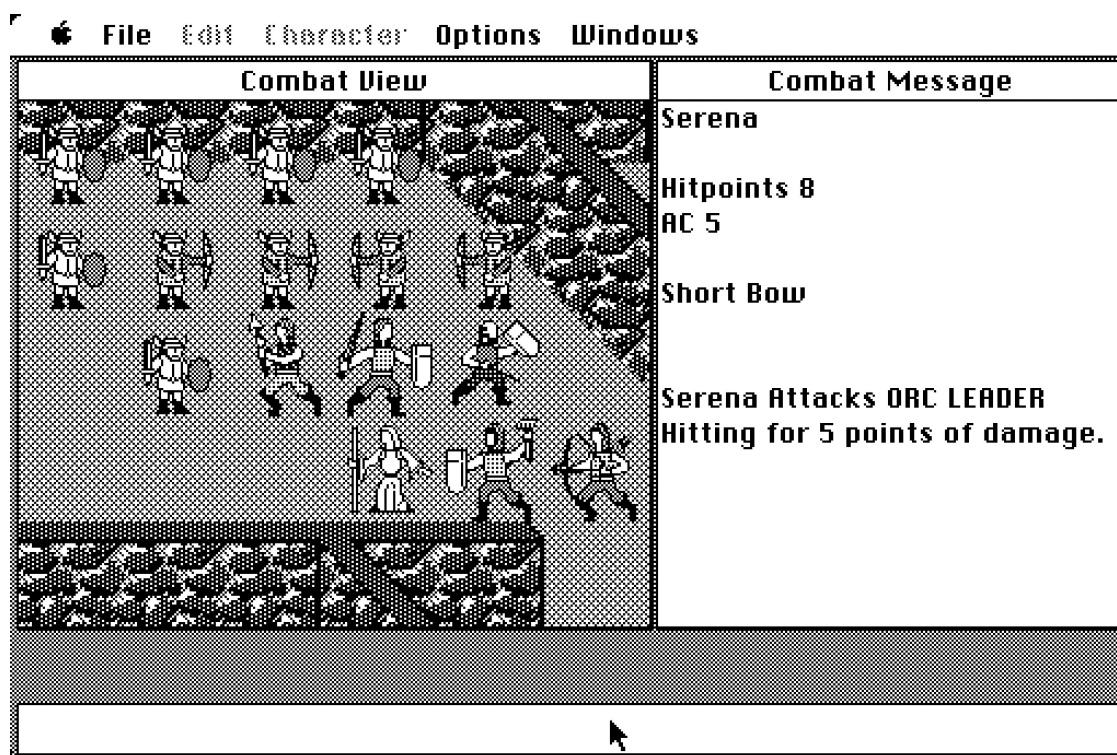 File Edit Character Options Windows
Combat View
Combat Message
Serena
Hitpoints 8
AC 5
Short Bow
Serena Attacks ORC LEADER
Hitting for 5 points of damage.